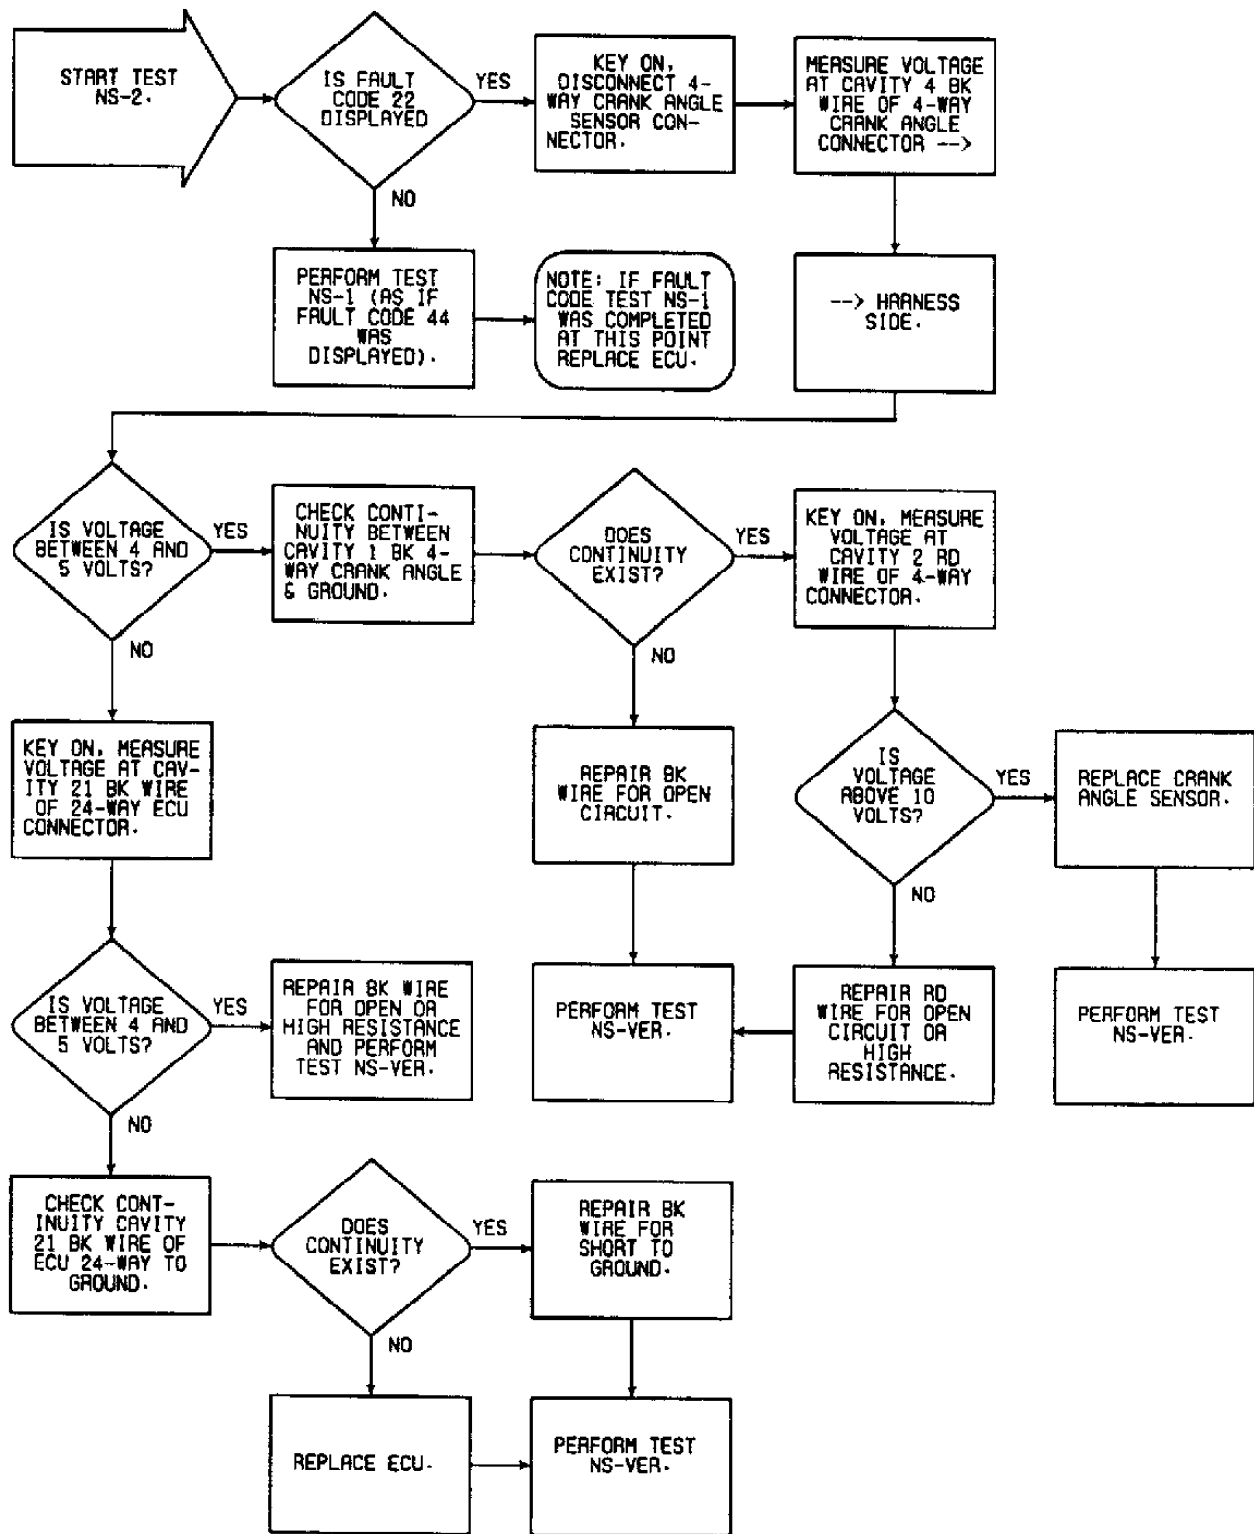 START TEST
NS-2.
IS FAULT
CODE 22
DISPLAYED
YES
KEY ON,
DISCONNECT 4-
WAY CRANK ANGLE
SENSOR CON-
NECTOR.
MEASURE VOLTAGE
AT CAVITY 4 BK
WIRE OF 4-WAY
CRANK ANGLE
CONNECTOR -->
NO
PERFORM TEST
NS-1 (AS IF
FAULT CODE 44
WAS
DISPLAYED).
NOTE: IF FAULT
CODE TEST NS-1
WAS COMPLETED
AT THIS POINT
REPLACE ECU.
--> HARNESS
SIDE.
IS VOLTAGE
BETWEEN 4 AND
5 VOLTS?
YES
CHECK CONTI-
NUITY BETWEEN
CAVITY 1 BK 4-
WAY CRANK ANGLE
& GROUND.
DOES
CONTINUITY
EXIST?
YES
KEY ON, MEASURE
VOLTAGE AT
CAVITY 2 RD
WIRE OF 4-WAY
CONNECTOR.
NO
NO
KEY ON, MEASURE
VOLTAGE AT CAV-
ITY 21 BK WIRE
OF 24-WAY ECU
CONNECTOR.
REPAIR BK
WIRE FOR OPEN
CIRCUIT.
IS
VOLTAGE
ABOVE 10
VOLTS?
YES
REPLACE CRANK
ANGLE SENSOR.
NO
IS VOLTAGE
BETWEEN 4 AND
5 VOLTS?
YES
REPAIR BK WIRE
FOR OPEN OR
HIGH RESISTANCE
AND PERFORM
TEST NS-VER.
PERFORM TEST
NS-VER.
REPAIR RD
WIRE FOR OPEN
CIRCUIT OR
HIGH
RESISTANCE.
PERFORM TEST
NS-VER.
NO
CHECK CONT-
INUITY CAVITY
21 BK WIRE OF
ECU 24-WAY TO
GROUND.
DOES
CONTINUITY
EXIST?
YES
REPAIR BK
WIRE FOR
SHORT TO
GROUND.
NO
REPLACE ECU.
PERFORM TEST
NS-VER.